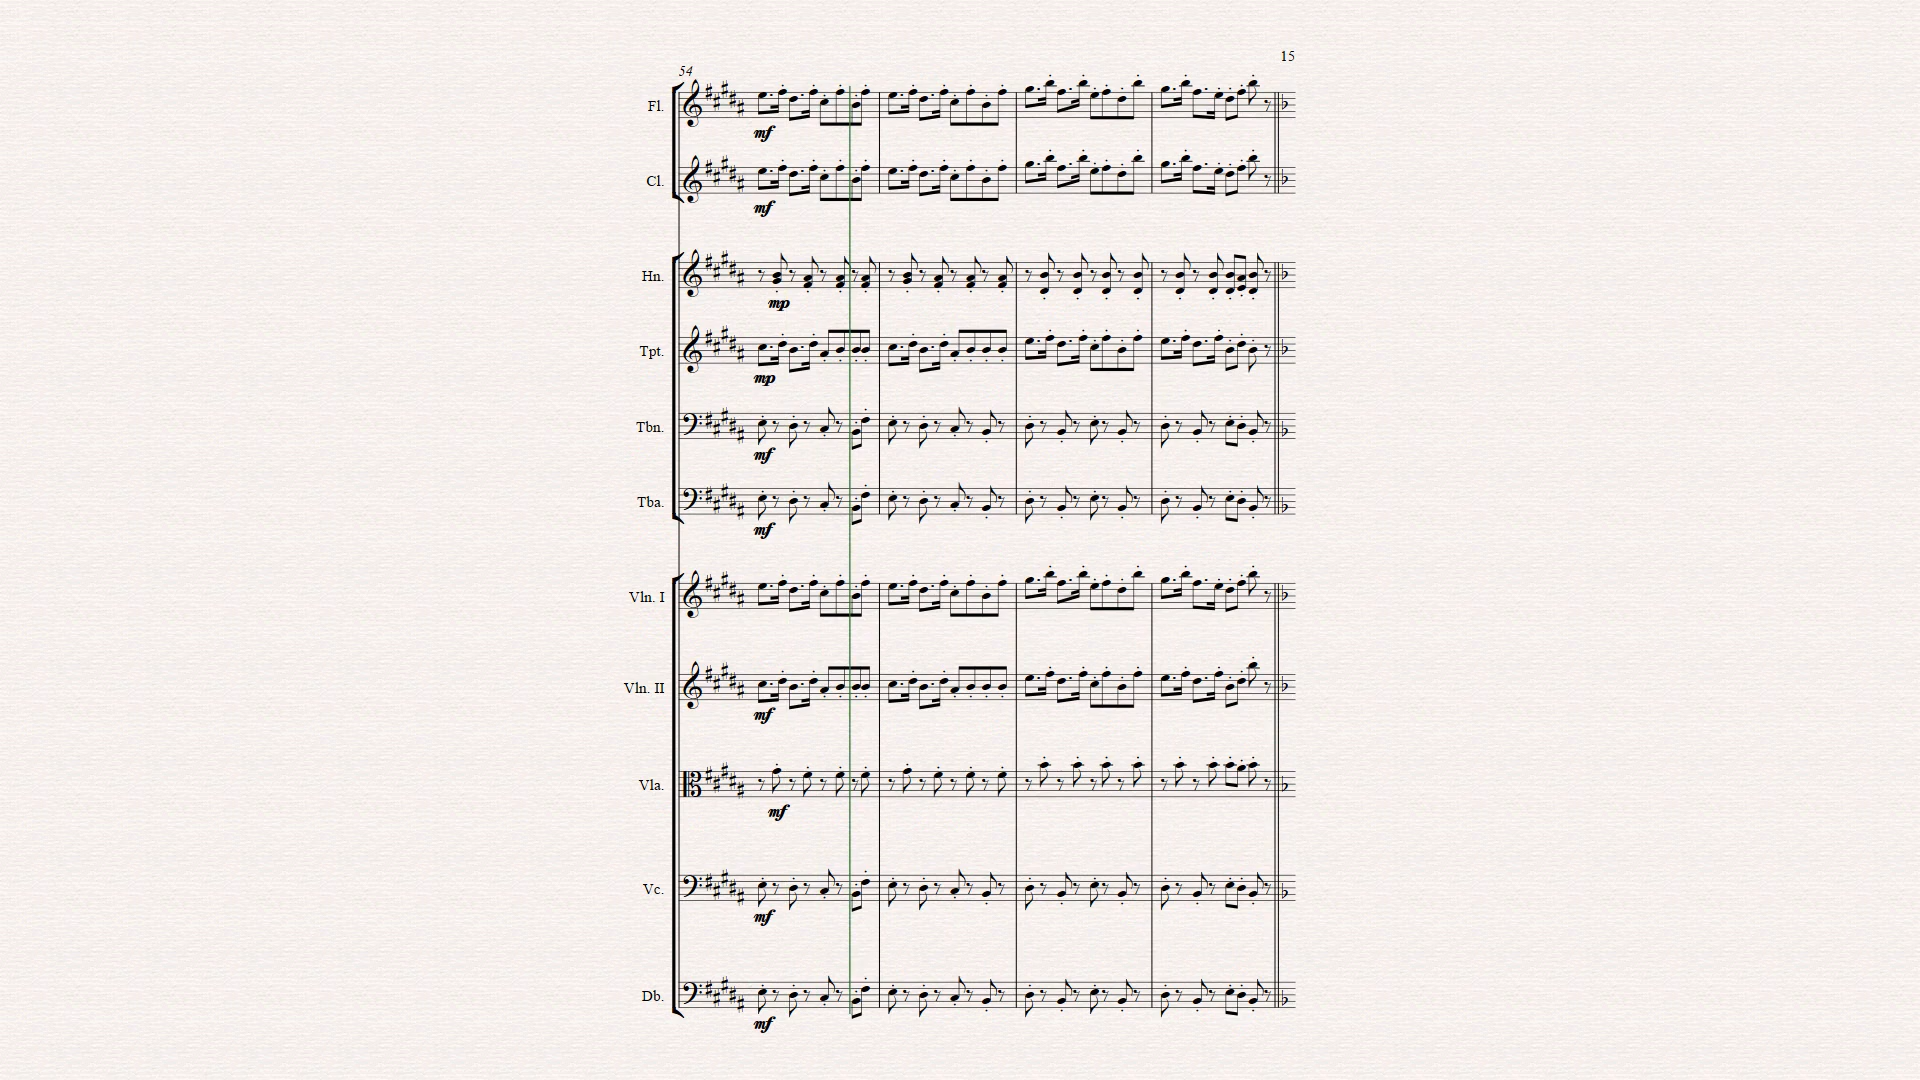 15
54
Fl.
mf
Cl.
mf
Hn.
mp
Tpt.
mp
Tbn.
mf
Tba.
mf
Vln. I
Vln. II
mf
Vla.
mf
Vc.
mf
Db.
mf